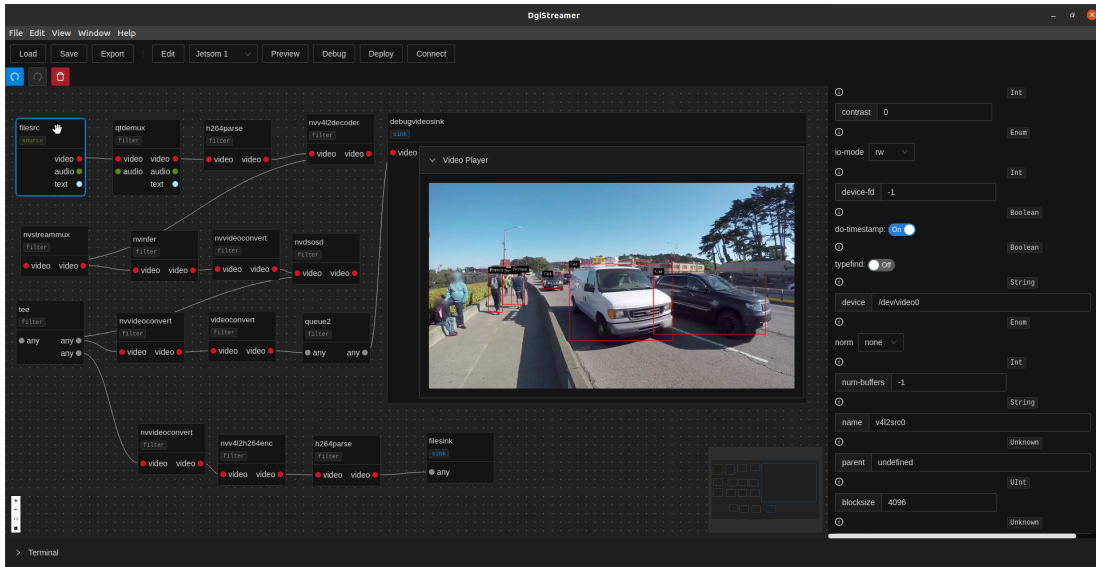 DgiStreamer
File Edit View Window Help
Load Save Export Edit Jetsom 1 Preview Debug Deploy Connect
filesrc
source
video
audio
text
qtdemux
filter
video video
audio audio
text
h264parse
filter
video video
nvv4l2decoder
filter
video video
debugvideosink
sink
video
Video Player
Car
Car
Car
nvstreammux
filter
video video
nvinfer
filter
video video
nvvideoconvert
filter
video video
nvdsosd
filter
video video
tee
filter
any any
any
nvvideoconvert
filter
video video
videoconvert
filter
video video
queue2
filter
any any
nvvideoconvert
filter
video video
nvv4l2h264enc
filter
video video
h264parse
filter
video video
filesink
sink
any
Int
contrast 0
Enum
io-mode rw
Int
device-fd -1
Boolean
do-timestamp: On
Boolean
typefind: Off
String
device /dev/video0
Enum
norm none
Int
num-buffers -1
String
name v4l2src0
Unknown
parent undefined
UInt
blocksize 4096
Unknown
> Terminal